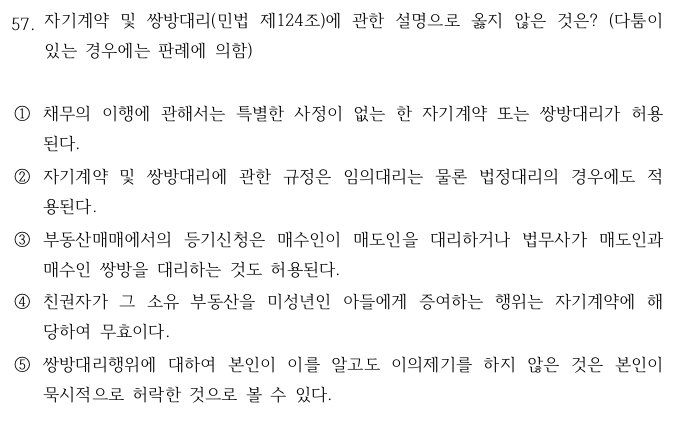 57. 자기계약 및 쌍방대리(민법 제124조)에 관한 설명으로 옳지 않은 것은? (다툼이
있는 경우에는 판례에 의함)
① 채무의 이행에 관해서는 특별한 사정이 없는 한 자기계약 또는 쌍방대리가 허용
된다.
② 자기계약 및 쌍방대리에 관한 규정은 임의대리는 물론 법정대리의 경우에도 적
용된다.
③ 부동산매매에서의 등기신청은 매수인이 매도인을 대리하거나 법무사가 매도인과
매수인 쌍방을 대리하는 것도 허용된다.
④ 친권자가 그 소유 부동산을 미성년인 아들에게 증여하는 행위는 자기계약에 해
당하여 무효이다.
⑤ 쌍방대리행위에 대하여 본인이 이를 알고도 이의제기를 하지 않은 것은 본인이
묵시적으로 허락한 것으로 볼 수 있다.